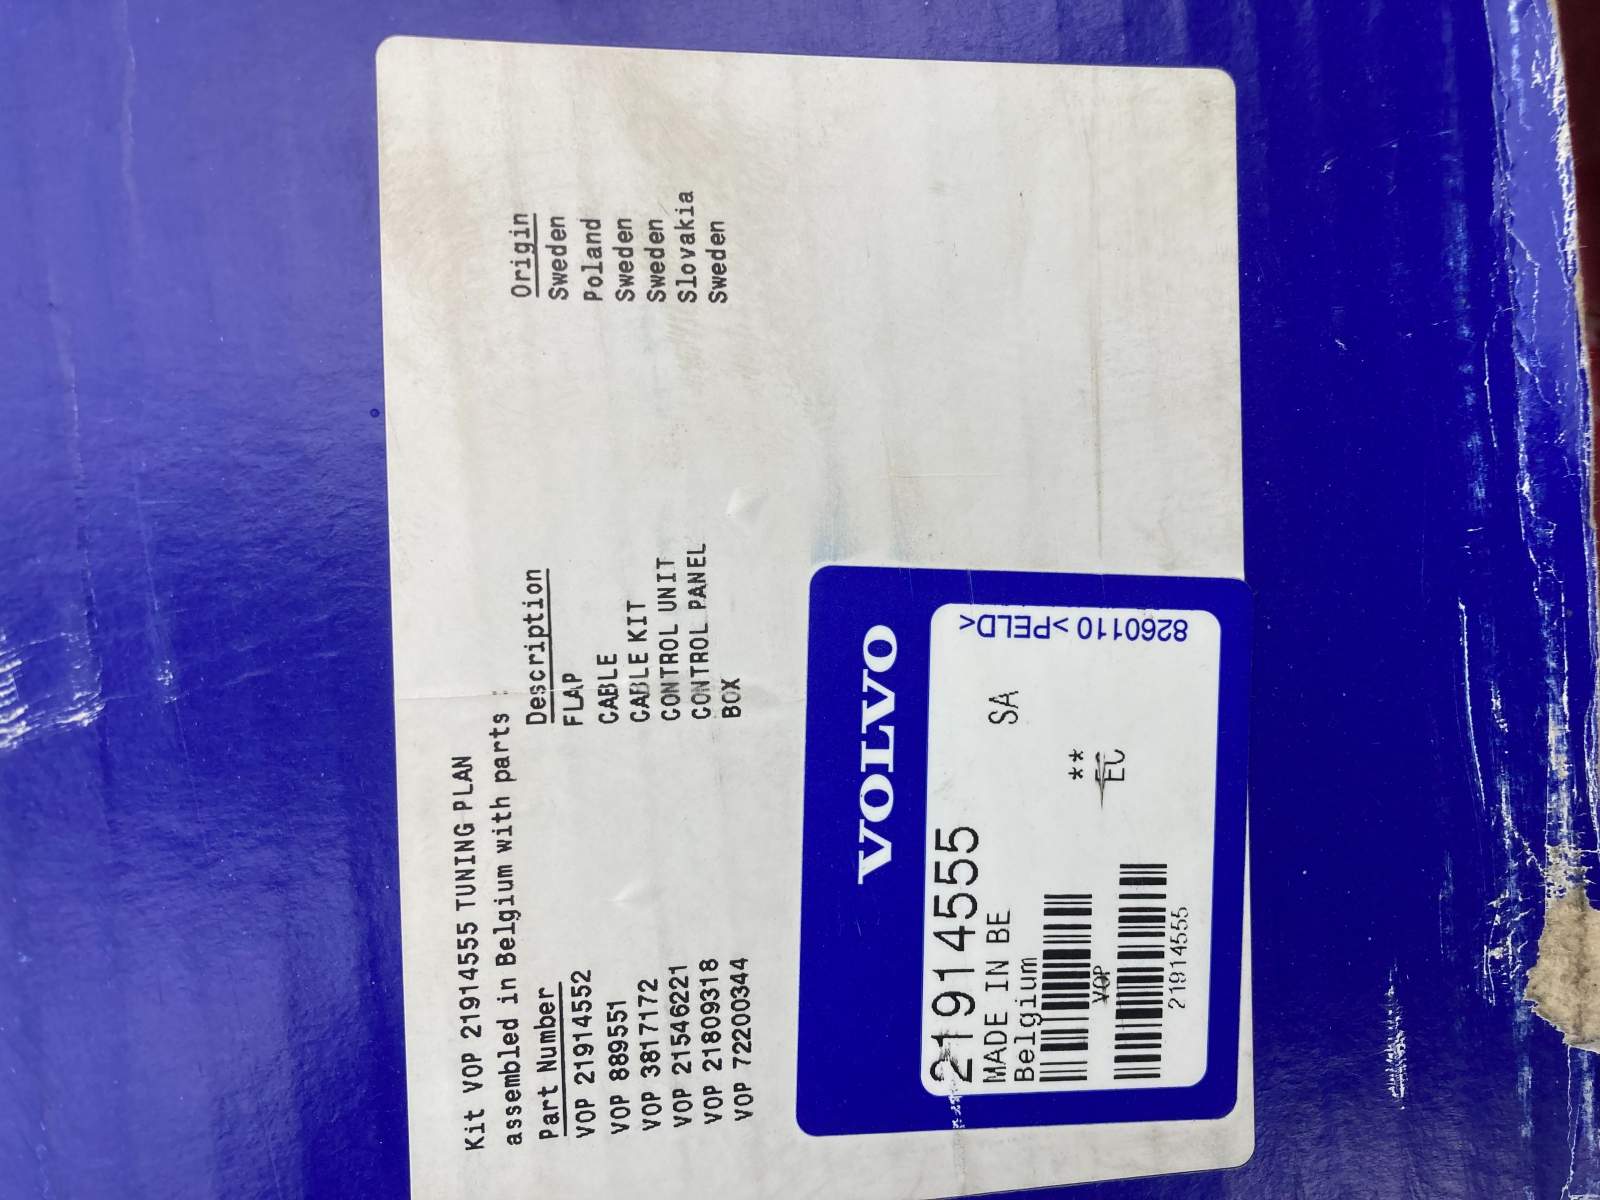 Kit VOP 21914555 TUNING PLAN
assembled in Belgium with parts :
Part Number Description Origin
VOP 21914552 FLAP Sweden
VOP 889551 CABLE Poland
VOP 3817172 CABLE KIT Sweden
VOP 21546221 CONTROL UNIT Sweden
VOP 21809318 CONTROL PANEL Slovakia
VOP 72200344 BOX Sweden
VOLVO
21914555
MADE IN BE SA
Belgium
**
VOP EC
21914555
8260110 >PELD<